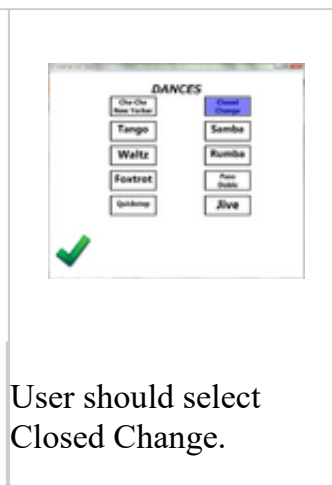 DANCES
Cha-Cha
New Yorker
Closed
Change
Tango
Samba
Waltz
Rumba
Foxtrot
Paso
Doble
Quickstep
Jive
User should select
Closed Change.